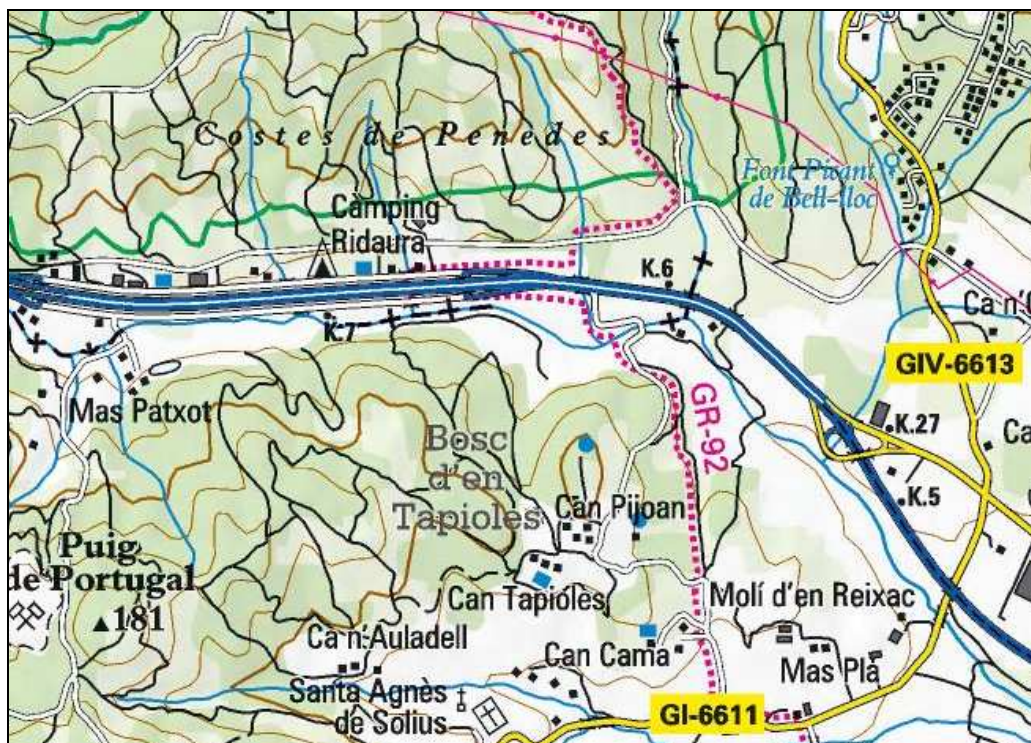 Costes de Penedes
Font Picant
de Bell-lloc
Càmping
Ridaura
K.6
K.7
Ca n'
GIV-6613
Mas Patxot
GR-92
K.27
Ca
Bosc
d'en
Tapioles
K.5
Can Pijoan
Puig
de Portugal
181
Can Tapioles
Molí d'en Reixac
Ca n'Auladell
Can Cama
Mas Pla
Santa Agnès
de Solius
GI-6611